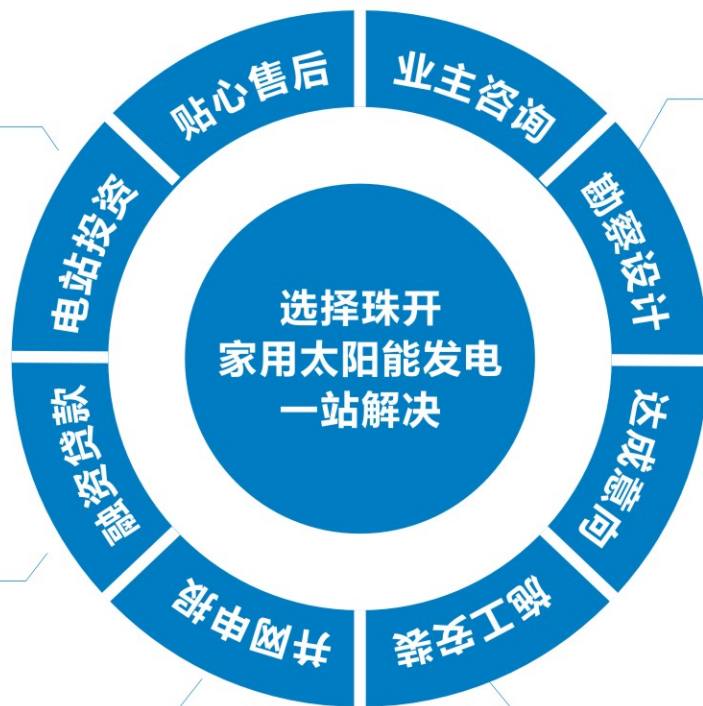 选择珠开
家用太阳能发电
一站解决
业主咨询
勘察设计
达成意向
施工安装
并网申报
融资贷款
电站投资
贴心售后